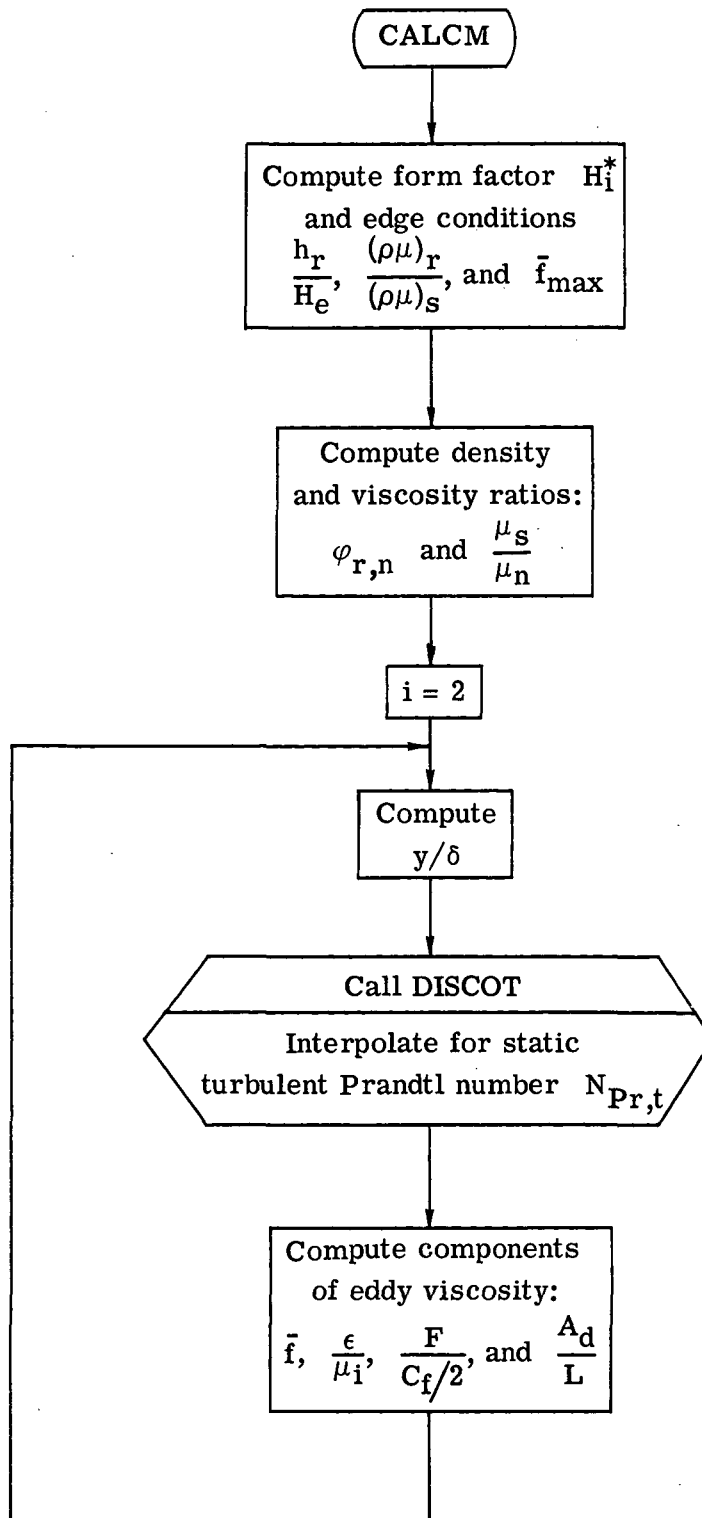 CALCM
Compute form factor H_i^*
and edge conditions
h_r/H_e, (ρμ)_r/(ρμ)_s, and f̄_max
Compute density
and viscosity ratios:
φ_r,n and μ_s/μ_n
i = 2
Compute
y/δ
Call DISCOT
Interpolate for static
turbulent Prandtl number N_Pr,t
Compute components
of eddy viscosity:
f̄, ϵ/μ_i, F/(C_f/2), and A_d/L